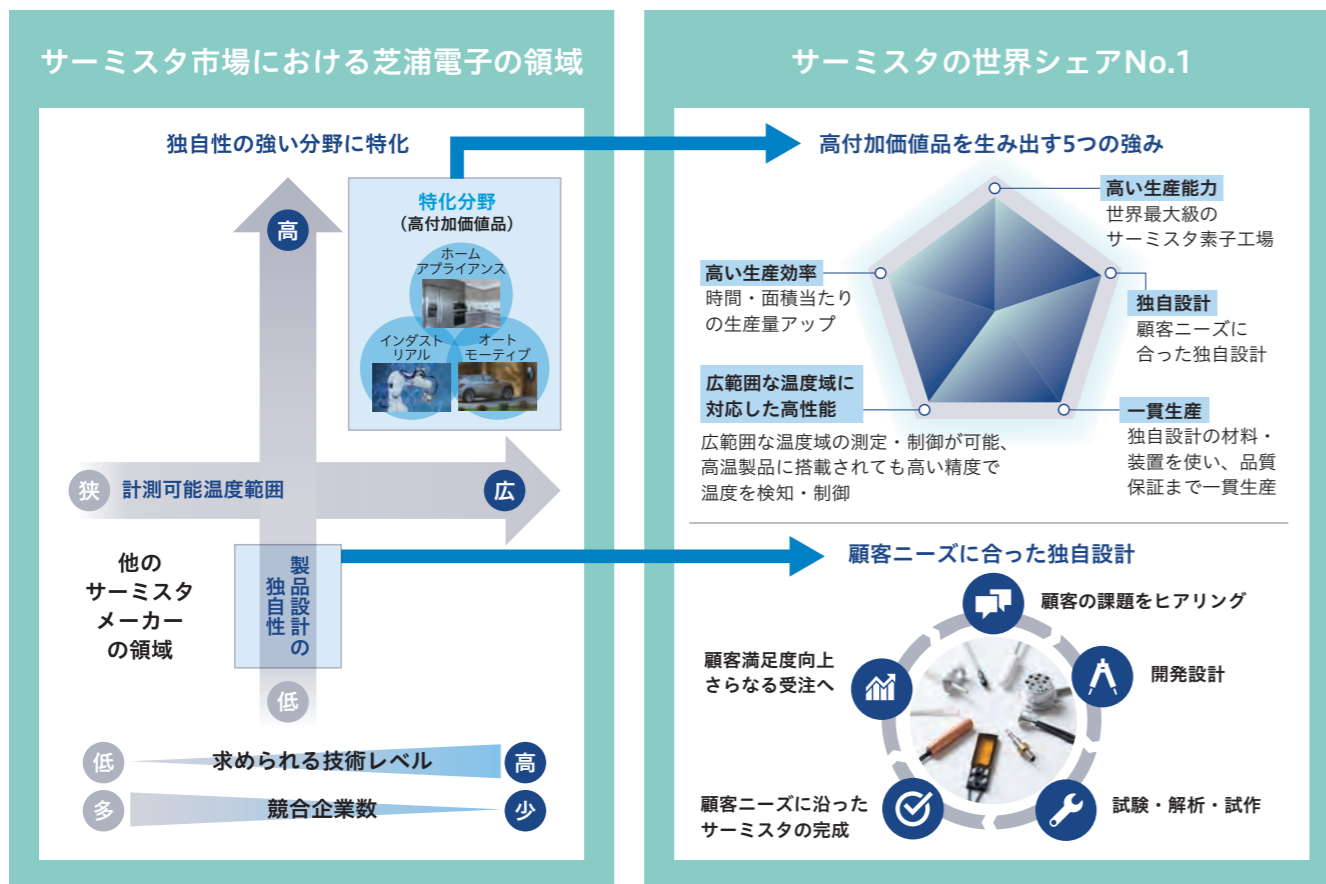 サーミスタ市場における芝浦電子の領域
独自性の強い分野に特化
高
特化分野
（高付加価値品）
ホーム
アプライアンス
インダスト
リアル
オート
モーティブ
狭
計測可能温度範囲
広
他の
サーミスタ
メーカー
の領域
製品設計の
独自性
低
低
求められる技術レベル
高
多
競合企業数
少
サーミスタの世界シェアNo.1
高付加価値品を生み出す5つの強み
高い生産能力
世界最大級の
サーミスタ素子工場
高い生産効率
時間・面積当たり
の生産量アップ
独自設計
顧客ニーズに
合った独自設計
広範囲な温度域に
対応した高性能
広範囲な温度域の測定・制御が可能、
高温製品に搭載されても高い精度で
温度を検知・制御
一貫生産
独自設計の材料・
装置を使い、品質
保証まで一貫生産
顧客ニーズに合った独自設計
顧客の課題をヒアリング
開発設計
試験・解析・試作
顧客ニーズに沿った
サーミスタの完成
顧客満足度向上
さらなる受注へ